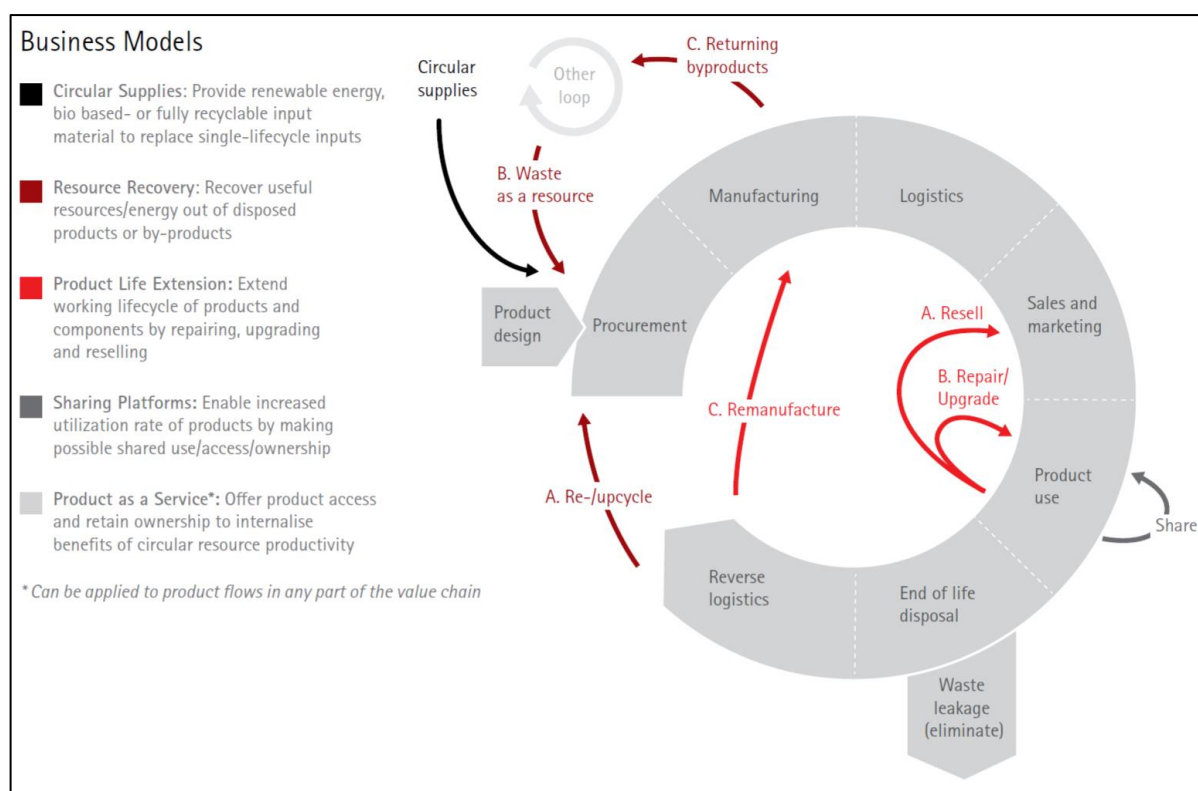 Business Models
Circular Supplies: Provide renewable energy,
bio based- or fully recyclable input
material to replace single-lifecycle inputs
Resource Recovery: Recover useful
resources/energy out of disposed
products or by-products
Product Life Extension: Extend
working lifecycle of products and
components by repairing, upgrading
and reselling
Sharing Platforms: Enable increased
utilization rate of products by making
possible shared use/access/ownership
Product as a Service*: Offer product access
and retain ownership to internalise
benefits of circular resource productivity
* Can be applied to product flows in any part of the value chain
Circular
supplies
Other
loop
C. Returning
byproducts
B. Waste
as a resource
Manufacturing
Logistics
Product
design
Procurement
Sales and
marketing
A. Resell
B. Repair/
Upgrade
C. Remanufacture
Product
use
A. Re-/upcycle
Share
Reverse
logistics
End of life
disposal
Waste
leakage
(eliminate)